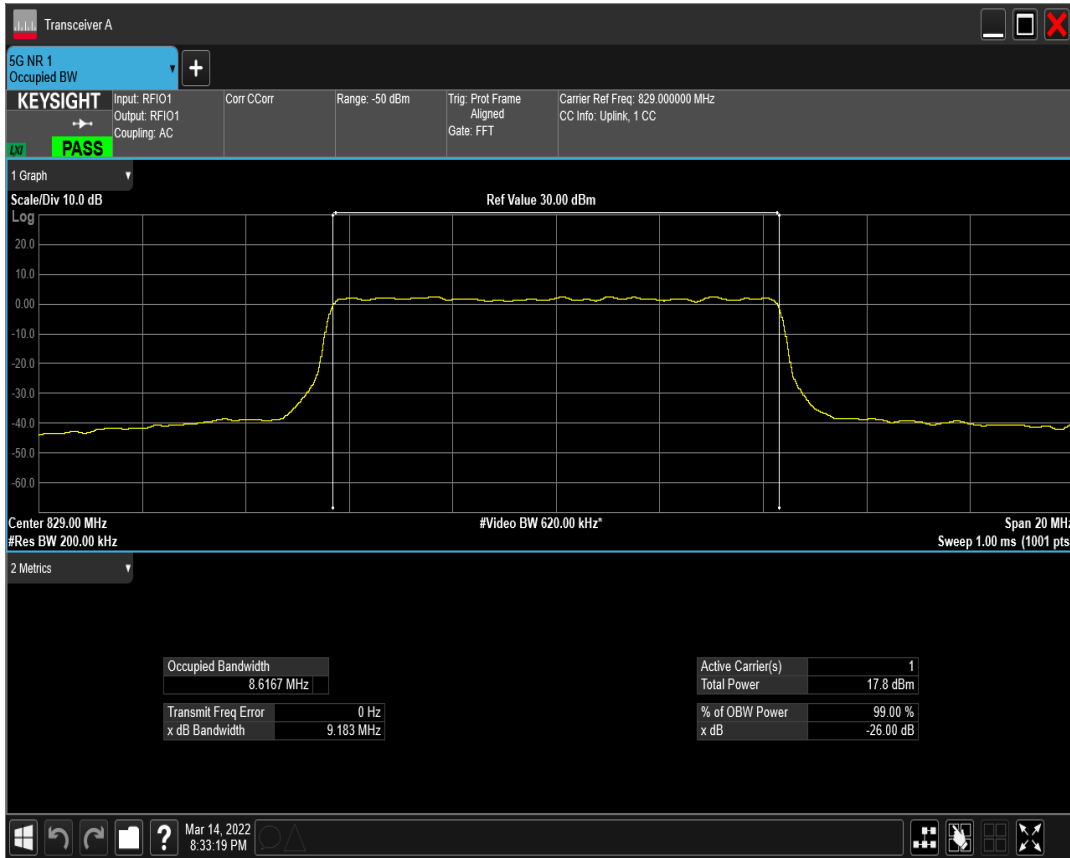 Transceiver A
5G NR 1
Occupied BW
+
KEYSIGHT
LXI
PASS
Input: RFIO1
Output: RFIO1
Coupling: AC
Corr CCorr
Range: -50 dBm
Trig: Prot Frame
Aligned
Gate: FFT
Carrier Ref Freq: 829.000000 MHz
CC Info: Uplink, 1 CC
1 Graph
Scale/Div 10.0 dB
Ref Value 30.00 dBm
Log
20.0
10.0
0.00
-10.0
-20.0
-30.0
-40.0
-50.0
-60.0
Center 829.00 MHz
#Video BW 620.00 kHz*
Span 20 MHz
#Res BW 200.00 kHz
Sweep 1.00 ms (1001 pts
2 Metrics
Occupied Bandwidth
8.6167 MHz
Transmit Freq Error 0 Hz
x dB Bandwidth 9.183 MHz
Active Carrier(s) 1
Total Power 17.8 dBm
% of OBW Power 99.00 %
x dB -26.00 dB
?
Mar 14, 2022
8:33:19 PM